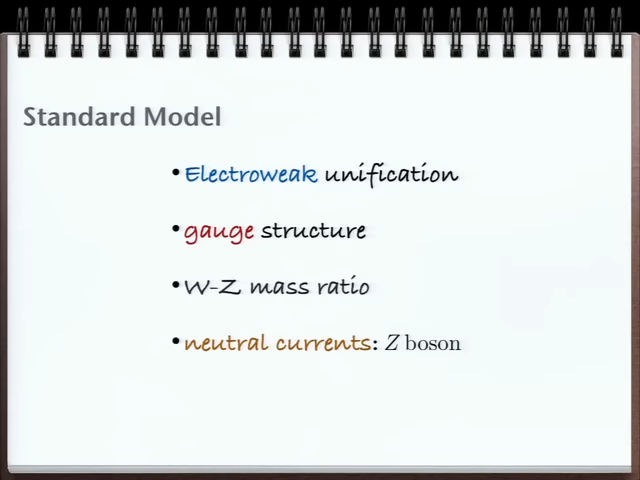 Standard Model
•Electroweak unification
•gauge structure
•W-Z mass ratio
•neutral currents: Z boson